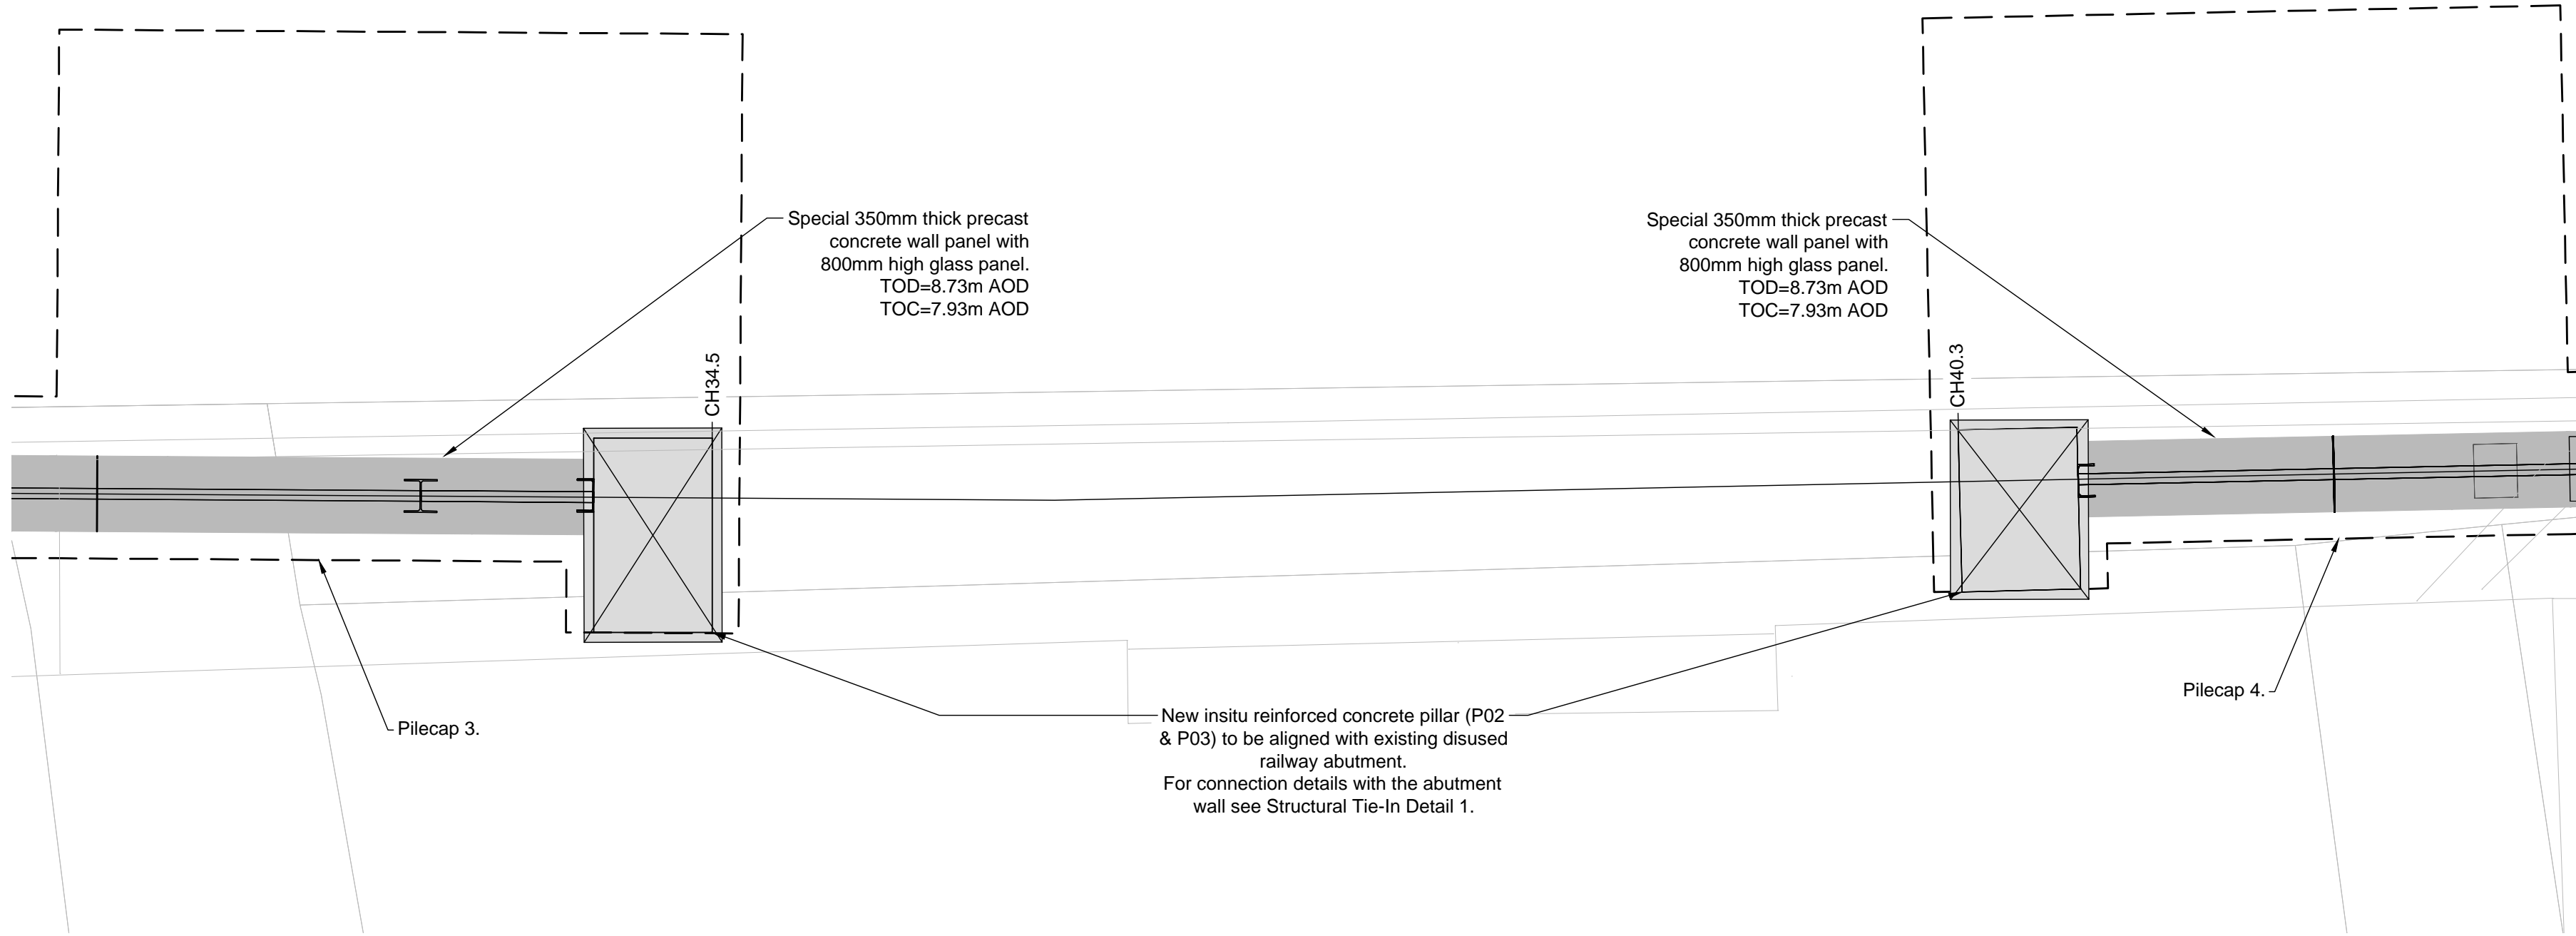 Special 350mm thick precast
concrete wall panel with
800mm high glass panel.
TOD=8.73m AOD
TOC=7.93m AOD
Special 350mm thick precast
concrete wall panel with
800mm high glass panel.
TOD=8.73m AOD
TOC=7.93m AOD
CH34.5
CH40.3
Pilecap 3.
New insitu reinforced concrete pillar (P02
& P03) to be aligned with existing disused
railway abutment.
For connection details with the abutment
wall see Structural Tie-In Detail 1.
Pilecap 4.